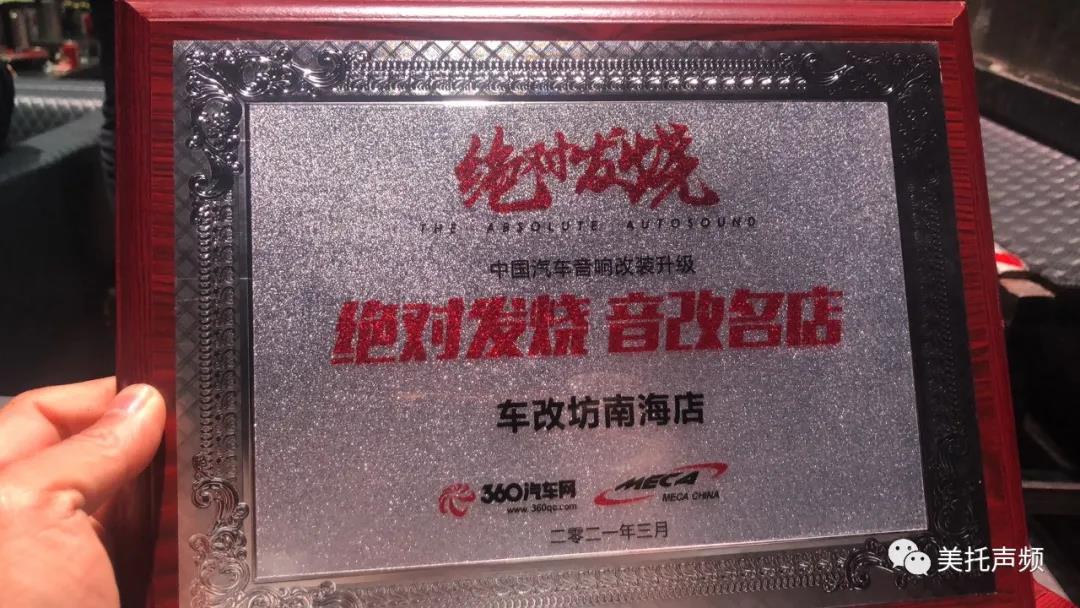 绝对发烧
THE ABSOLUTE AUTOSOUND
中国汽车音响改装升级
绝对发烧 音改名店
车改坊南海店
360汽车网
www.360qc.com
MECA
MECA CHINA
二零二一年三月
美托声频